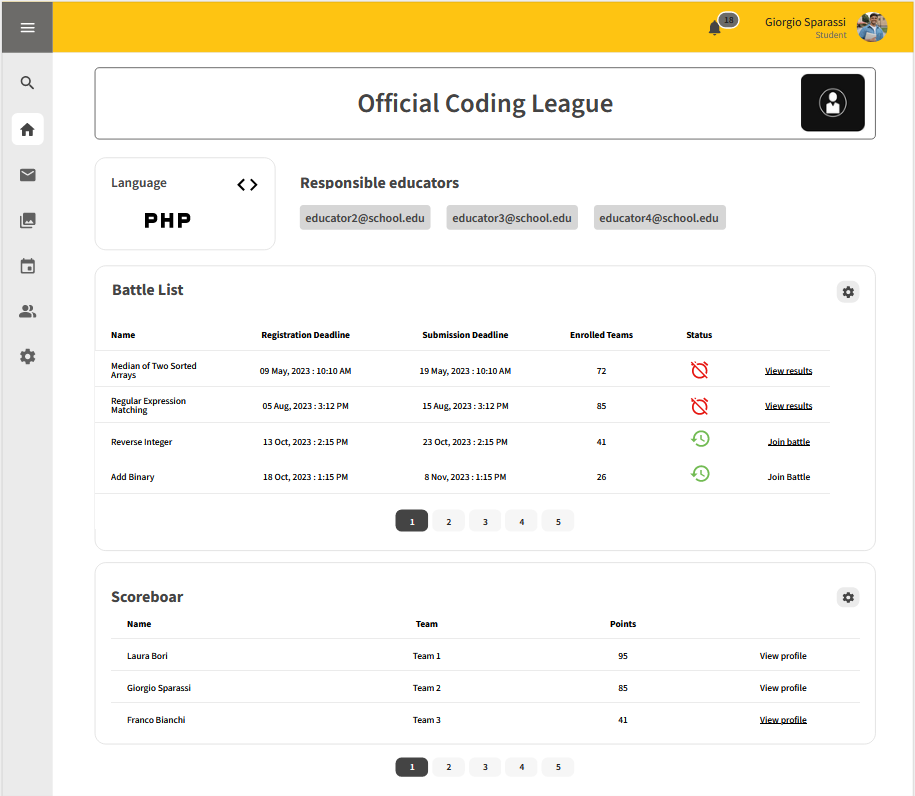 18
Giorgio Sparassi
Student
Official Coding League
Language
PHP
Responsible educators
educator2@school.edu educator3@school.edu educator4@school.edu
Battle List
Name Registration Deadline Submission Deadline Enrolled Teams Status
Median of Two Sorted
Arrays
09 May, 2023 : 10:10 AM 19 May, 2023 : 10:10 AM 72 View results
Regular Expression
Matching
05 Aug, 2023 : 3:12 PM 15 Aug, 2023 : 3:12 PM 85 View results
Reverse Integer 13 Oct, 2023 : 2:15 PM 23 Oct, 2023 : 2:15 PM 41 Join battle
Add Binary 18 Oct, 2023 : 1:15 PM 8 Nov, 2023 : 1:15 PM 26 Join Battle
1 2 3 4 5
Scoreboar
Name Team Points
Laura Bori Team 1 95 View profile
Giorgio Sparassi Team 2 85 View profile
Franco Bianchi Team 3 41 View profile
1 2 3 4 5